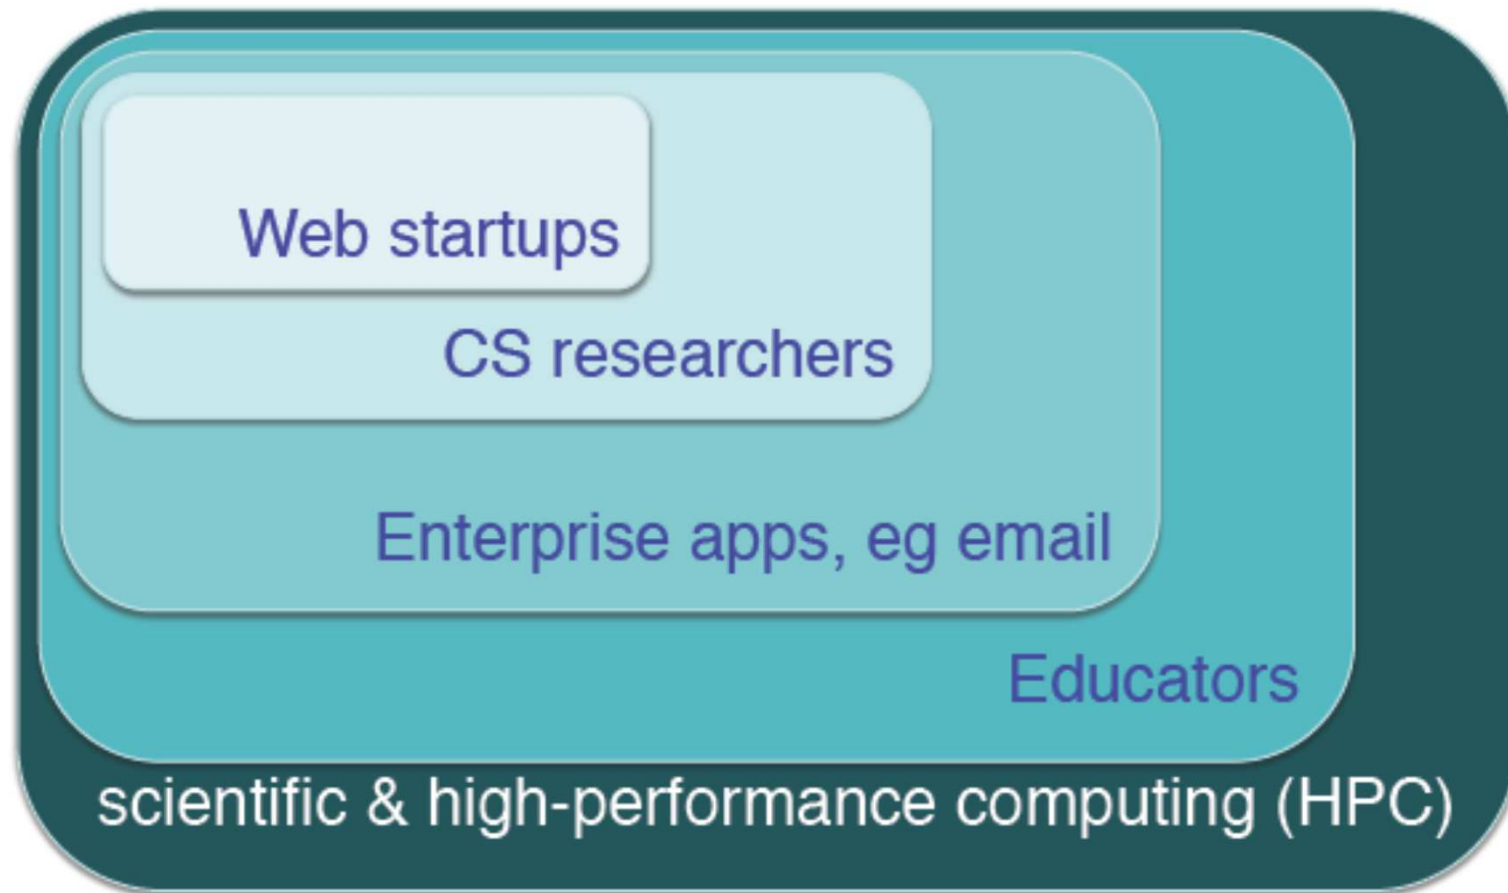 Web startups
CS researchers
Enterprise apps, eg email
Educators
scientific & high-performance computing (HPC)